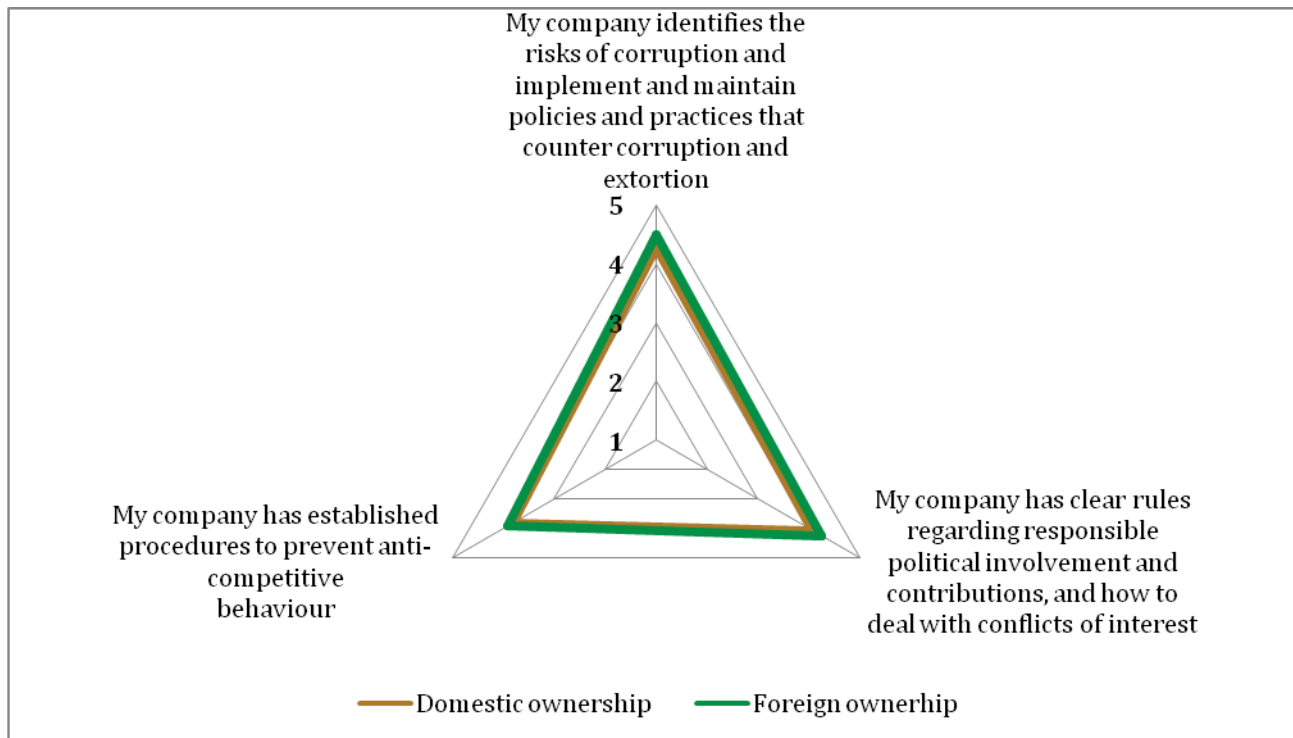 My company identifies the
risks of corruption and
implement and maintain
policies and practices that
counter corruption and
extortion
5
4
3
2
1
My company has clear rules
regarding responsible
political involvement and
contributions, and how to
deal with conflicts of interest
My company has established
procedures to prevent anti-
competitive
behaviour
Domestic ownership
Foreign ownerhip